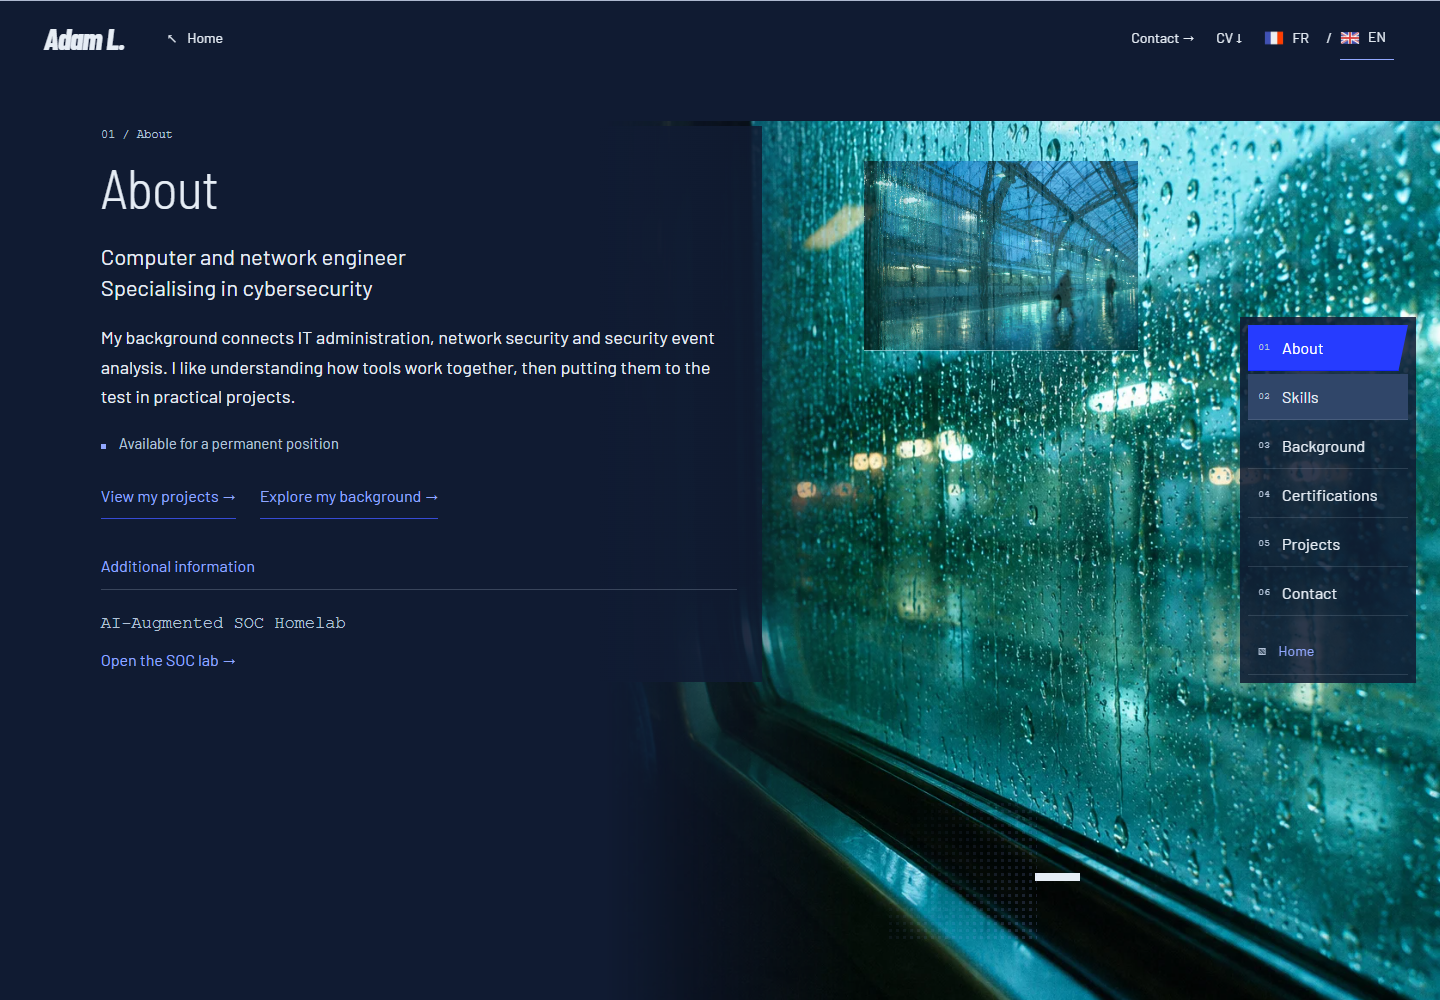 Adam L.
↖ Home
Contact →
CV ↓
FR
/
EN
01 / About
About
Computer and network engineer
Specialising in cybersecurity
My background connects IT administration, network security and security event
analysis. I like understanding how tools work together, then putting them to the
test in practical projects.
Available for a permanent position
View my projects →
Explore my background →
Additional information
AI-Augmented SOC Homelab
Open the SOC lab →
01 About
02 Skills
03 Background
04 Certifications
05 Projects
06 Contact
Home